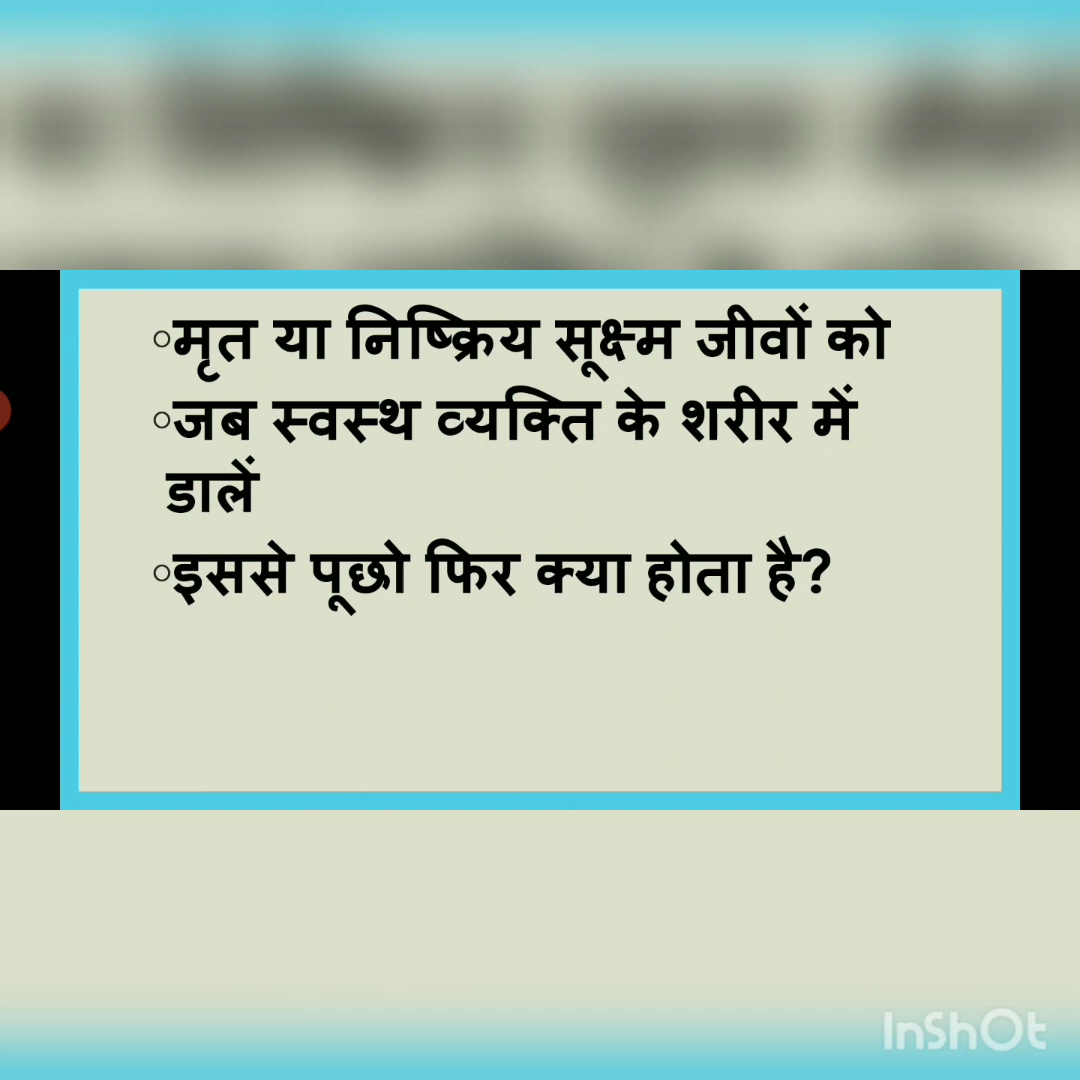 ◦मृत या निष्क्रिय सूक्ष्म जीवों को
◦जब स्वस्थ व्यक्ति के शरीर में
डालें
◦इससे पूछो फिर क्या होता है?
InShOt